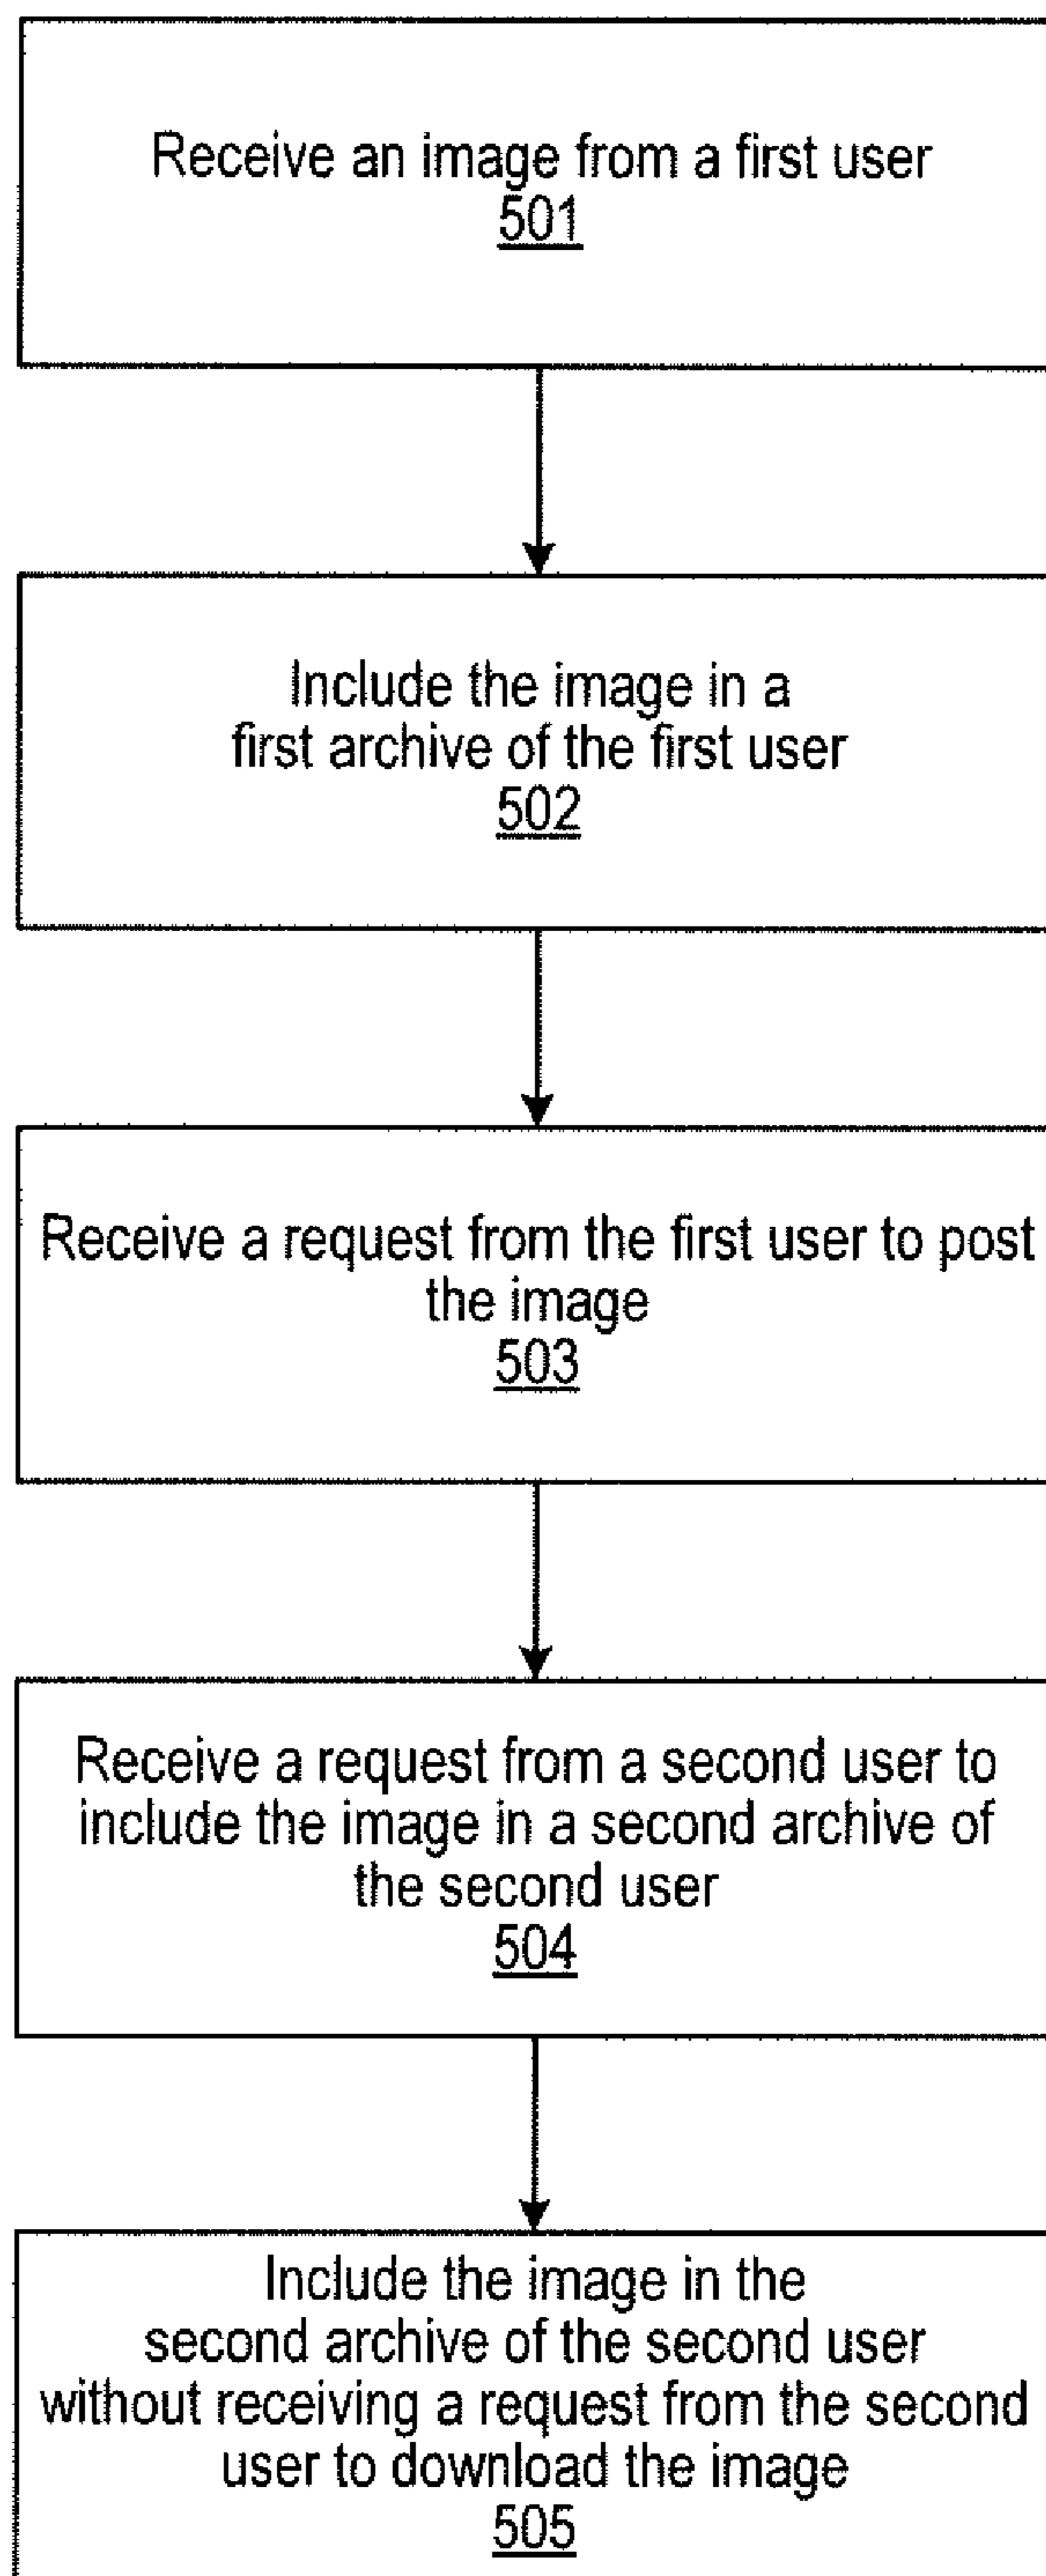 Receive an image from a first user
501
Include the image in a
first archive of the first user
502
Receive a request from the first user to post
the image
503
Receive a request from a second user to
include the image in a second archive of
the second user
504
Include the image in the
second archive of the second user
without receiving a request from the second
user to download the image
505